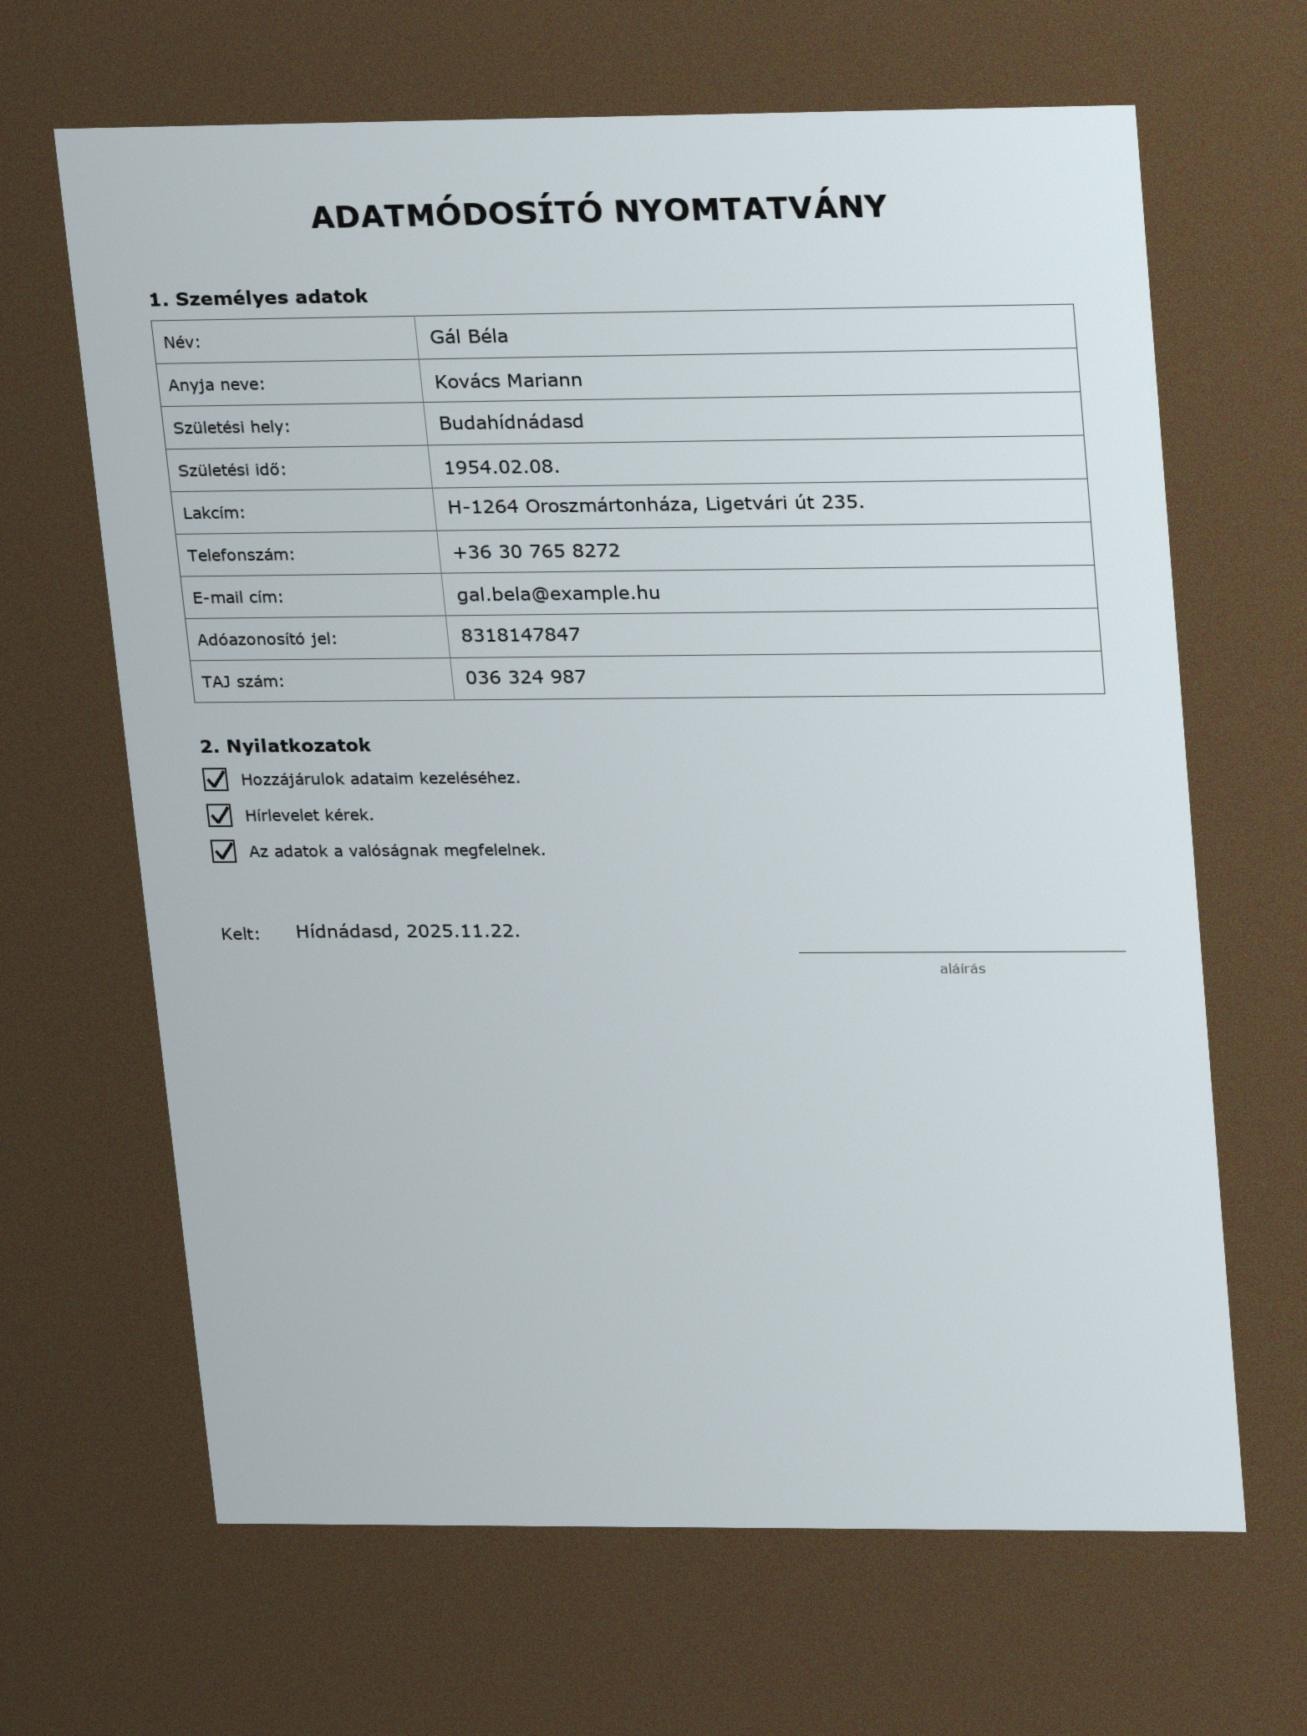 ADATMÓDOSÍTÓ NYOMTATVÁNY
1. Személyes adatok
Név: Gál Béla
Anyja neve: Kovács Mariann
Születési hely: Budahídnádasd
Születési idő: 1954.02.08.
Lakcím: H-1264 Oroszmártonháza, Ligetvári út 235.
Telefonszám: +36 30 765 8272
E-mail cím: gal.bela@example.hu
Adóazonosító jel: 8318147847
TAJ szám: 036 324 987
2. Nyilatkozatok
Hozzájárulok adataim kezeléséhez.
Hírlevelet kérek.
Az adatok a valóságnak megfelelnek.
Kelt: Hídnádasd, 2025.11.22.
aláírás